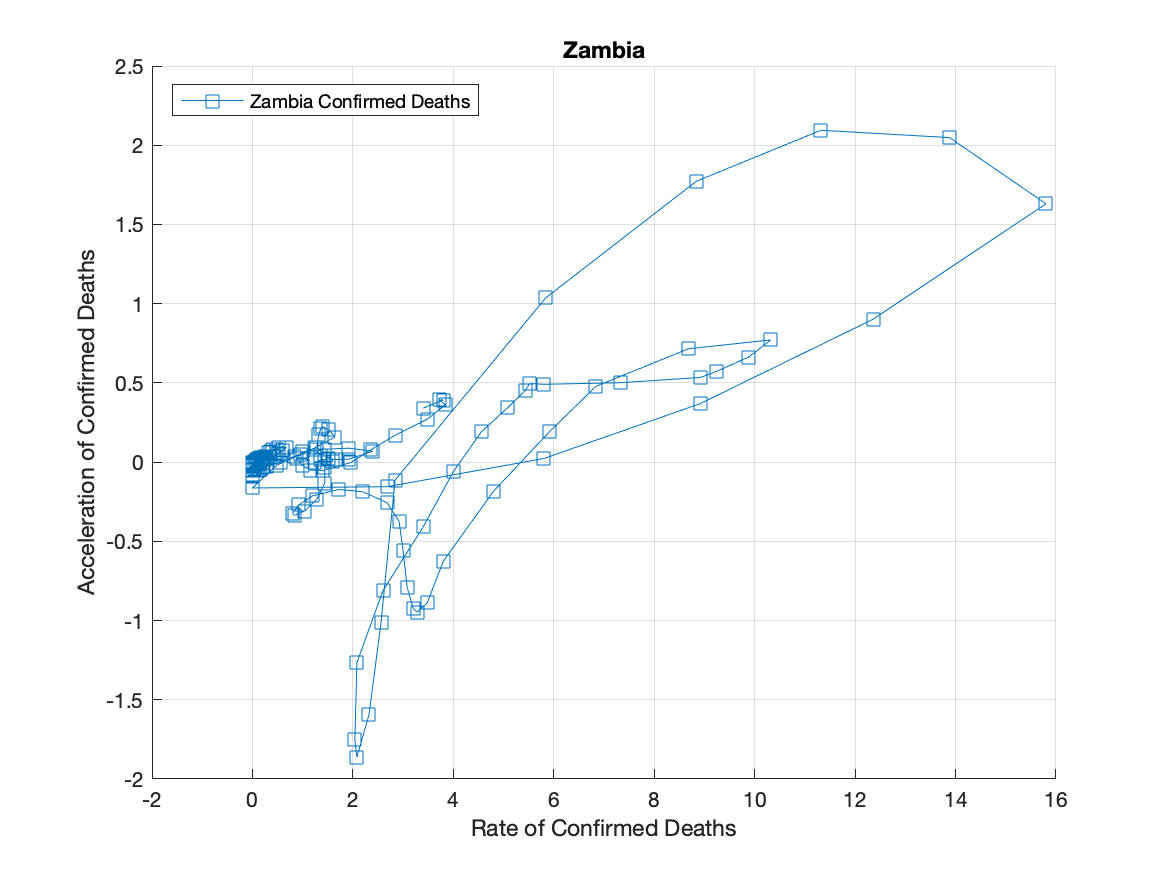 Zambia
2.5
Zambia Confirmed Deaths
2
1.5
1
0.5
0
-0.5
-1
-1.5
-2
Acceleration of Confirmed Deaths
-2 0 2 4 6 8 10 12 14 16
Rate of Confirmed Deaths